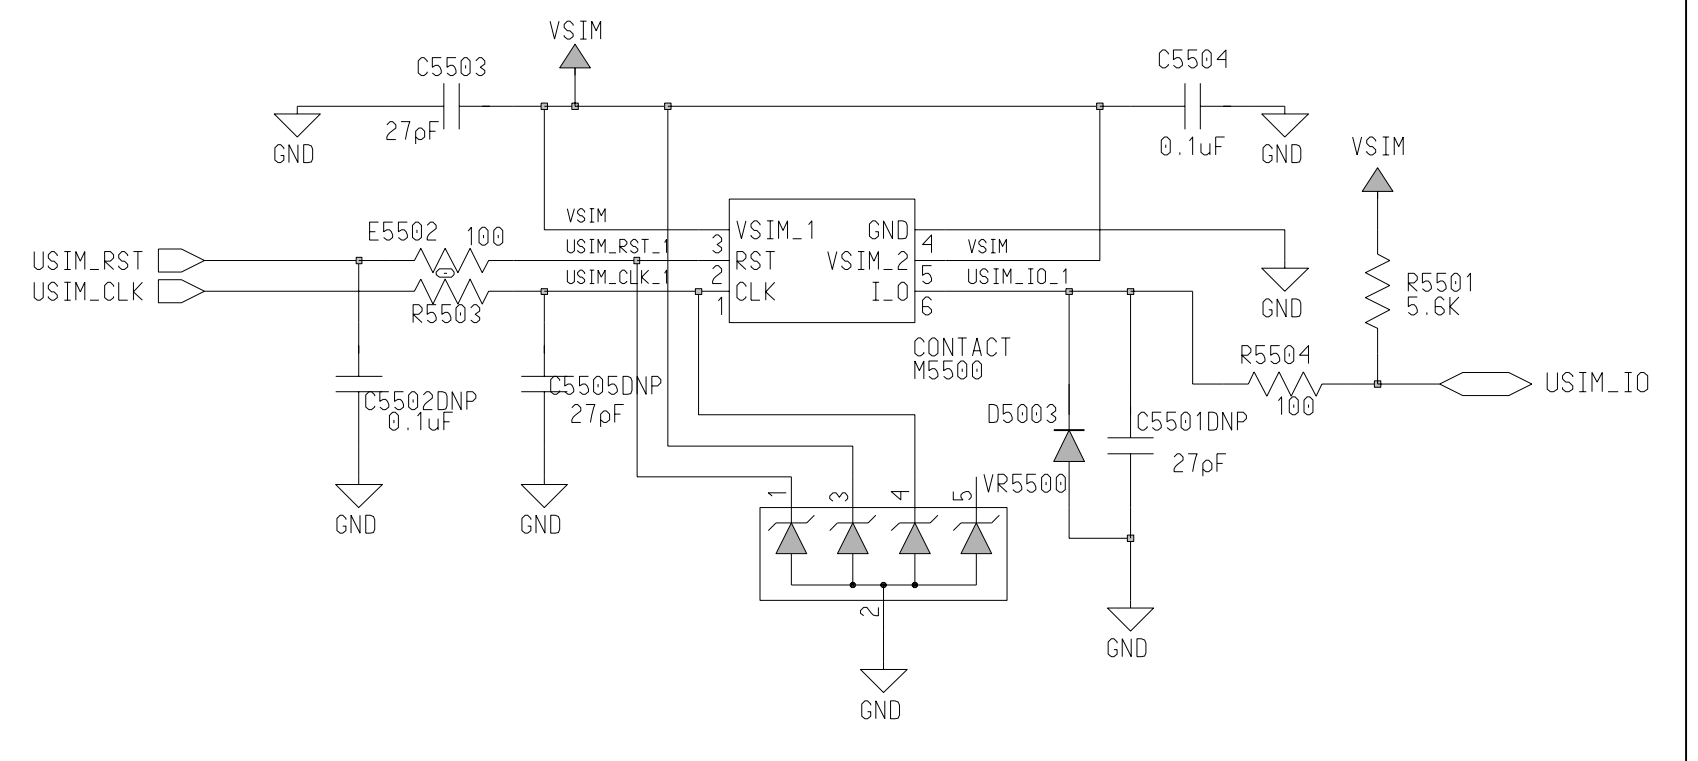 VSIM
C5503
C5504
27pF
0.1uF
GND
GND
VSIM
VSIM
VSIM_1
GND
E5502
100
USIM_RST_1
3
4
VSIM
USIM_RST
RST
VSIM_2
USIM_CLK_1
2
5
USIM_IO_1
USIM_CLK
CLK
I_O
R5503
1
6
GND
R5501
5.6K
CONTACT
M5500
R5504
100
USIM_IO
C5502DNP
0.1uF
C5505DNP
27pF
D5003
C5501DNP
27pF
VR5500
1
3
4
5
GND
GND
2
GND
GND